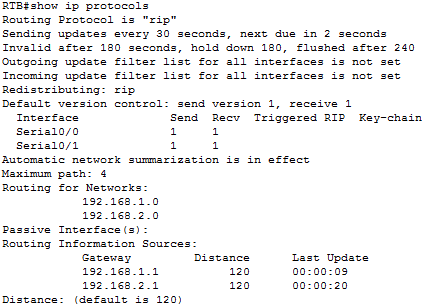 RTB#show ip protocols
Routing Protocol is "rip"
Sending updates every 30 seconds, next due in 2 seconds
Invalid after 180 seconds, hold down 180, flushed after 240
Outgoing update filter list for all interfaces is not set
Incoming update filter list for all interfaces is not set
Redistributing: rip
Default version control: send version 1, receive 1
Interface Send Recv Triggered RIP Key-chain
Serial0/0 1 1
Serial0/1 1 1
Automatic network summarization is in effect
Maximum path: 4
Routing for Networks:
192.168.1.0
192.168.2.0
Passive Interface(s):
Routing Information Sources:
Gateway Distance Last Update
192.168.1.1 120 00:00:09
192.168.2.1 120 00:00:20
Distance: (default is 120)